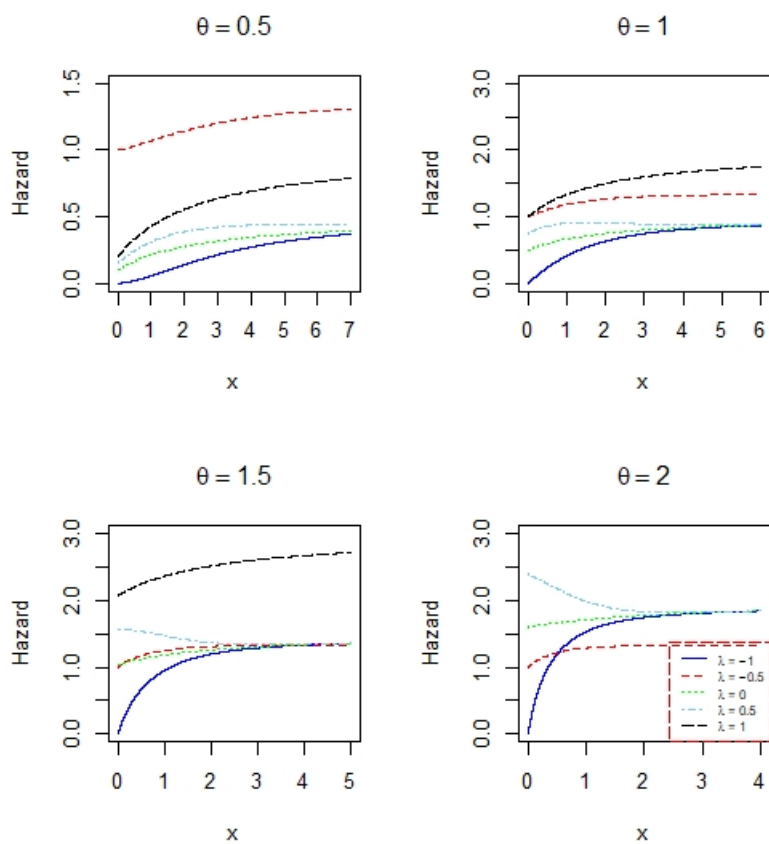 θ = 0.5
Hazard
0.0 0.5 1.0 1.5
0 1 2 3 4 5 6 7
x
θ = 1
Hazard
0.0 1.0 2.0 3.0
0 1 2 3 4 5 6
x
θ = 1.5
Hazard
0.0 1.0 2.0 3.0
0 1 2 3 4 5
x
θ = 2
Hazard
0.0 1.0 2.0 3.0
0 1 2 3 4
x
λ = −1
λ = −0.5
λ = 0
λ = 0.5
λ = 1